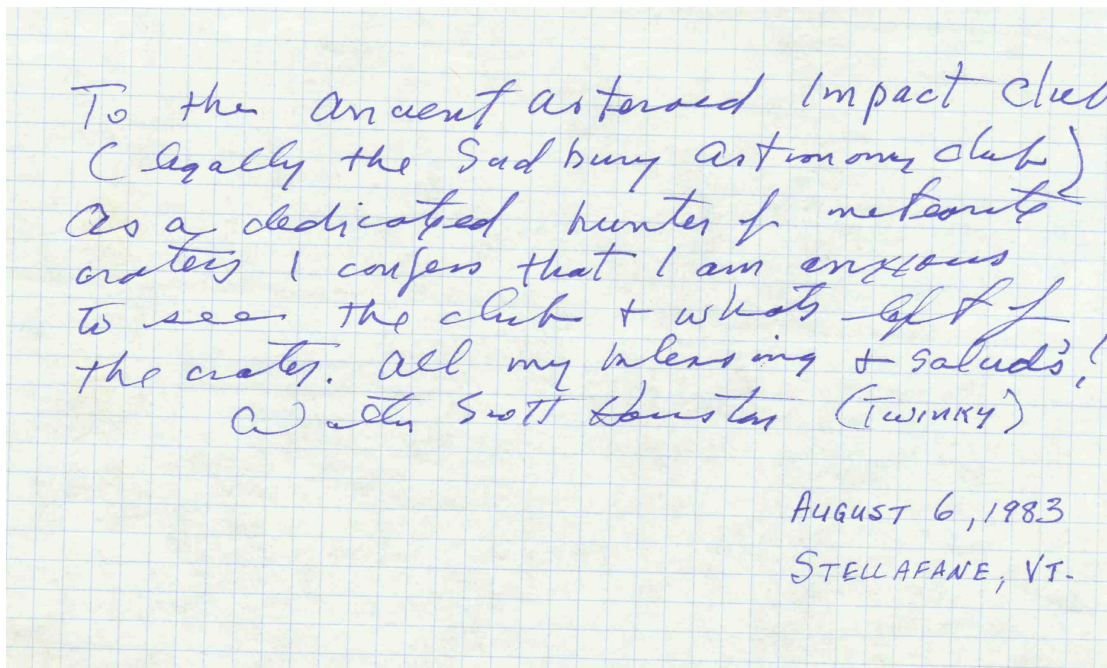 To the Ancient Asteroid Impact Club
(legally the Sudbury Astronomy club)
As a dedicated hunter of meteorite
craters I confess that I am anxious
to see the club + whats left of
the crater. All my blessing + saluds!
Walter Scott Houston (TWINKY)
AUGUST 6, 1983
STELLAFANE, VT.